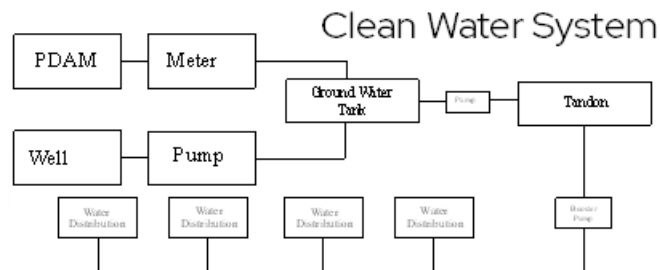 Clean Water System
PDAM
Meter
Ground Water
Tank
Pump
Tandon
Well
Pump
Water
Distribution
Water
Distribution
Water
Distribution
Water
Distribution
Booster
Pump